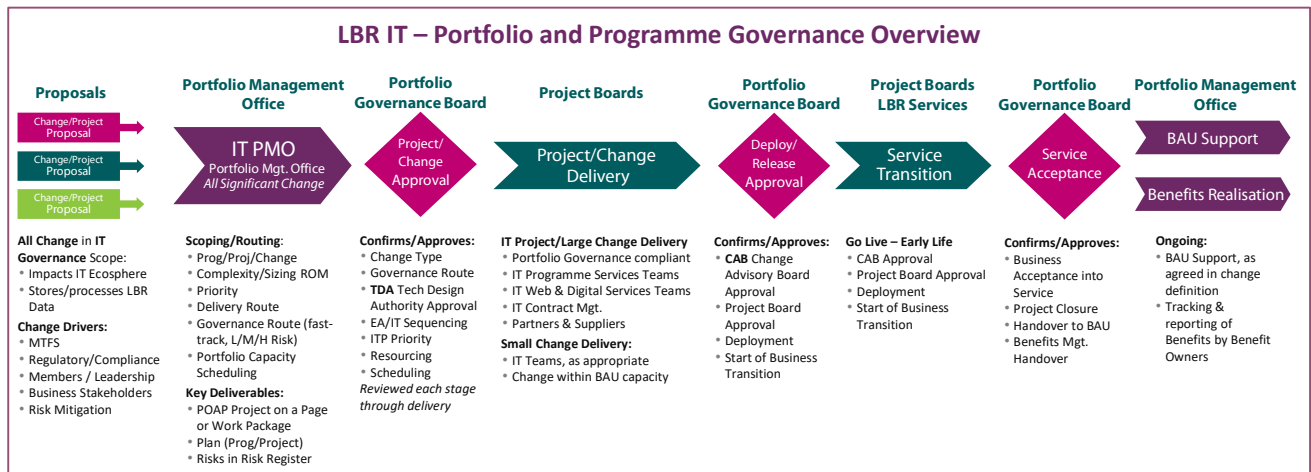 LBR IT – Portfolio and Programme Governance Overview
Proposals
Change/Project
Proposal
Change/Project
Proposal
Change/Project
Proposal
All Change in IT
Governance Scope:
• Impacts IT Ecosphere
• Stores/processes LBR
Data
Change Drivers:
• MTFS
• Regulatory/Compliance
• Members / Leadership
• Business Stakeholders
• Risk Mitigation
Portfolio Management
Office
IT PMO
Portfolio Mgt. Office
All Significant Change
Scoping/Routing:
• Prog/Proj/Change
• Complexity/Sizing ROM
• Priority
• Delivery Route
• Governance Route (fast-
track, L/M/H Risk)
• Portfolio Capacity
Scheduling
Key Deliverables:
• POAP Project on a Page
or Work Package
• Plan (Prog/Project)
• Risks in Risk Register
Portfolio
Governance Board
Project/
Change
Approval
Confirms/Approves:
• Change Type
• Governance Route
• TDA Tech Design
Authority Approval
• EA/IT Sequencing
• ITP Priority
• Resourcing
• Scheduling
Reviewed each stage
through delivery
Project Boards
Project/Change
Delivery
IT Project/Large Change Delivery
• Portfolio Governance compliant
• IT Programme Services Teams
• IT Web & Digital Services Teams
• IT Contract Mgt.
• Partners & Suppliers
Small Change Delivery:
• IT Teams, as appropriate
• Change within BAU capacity
Portfolio
Governance Board
Deploy/
Release
Approval
Confirms/Approves:
• CAB Change
Advisory Board
Approval
• Project Board
Approval
• Deployment
• Start of Business
Transition
Project Boards
LBR Services
Service
Transition
Go Live – Early Life
• CAB Approval
• Project Board Approval
• Deployment
• Start of Business
Transition
Portfolio
Governance Board
Service
Acceptance
Confirms/Approves:
• Business
Acceptance into
Service
• Project Closure
• Handover to BAU
• Benefits Mgt.
Handover
Portfolio Management
Office
BAU Support
Benefits Realisation
Ongoing:
• BAU Support, as
agreed in change
definition
• Tracking &
reporting of
Benefits by Benefit
Owners